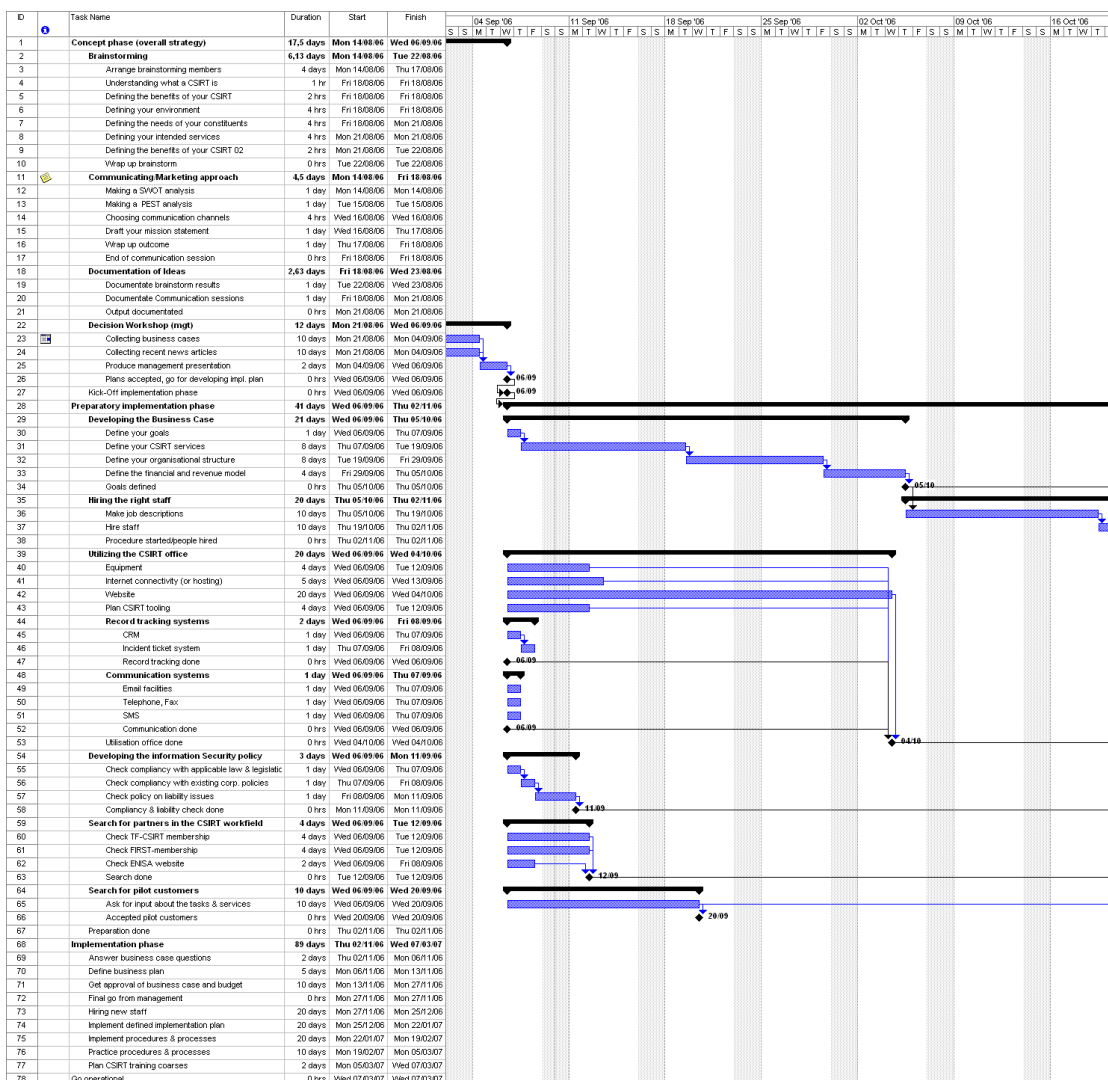 ID Task Name Duration Start Finish 04 Sep '06 11 Sep '06 18 Sep '06 25 Sep '06 02 Oct '06 09 Oct '06 16 Oct '06
S S M T W T F S S M T W T F S S M T W T F S S M T W T F S S M T W T F S S M T W T F S S M T W T
1 Concept phase (overall strategy) 17,5 days Mon 14/08/06 Wed 06/09/06
2 Brainstorming 6,13 days Mon 14/08/06 Tue 22/08/06
3 Arrange brainstorming members 4 days Mon 14/08/06 Thu 17/08/06
4 Understanding what a CSIRT is 1 hr Fri 18/08/06 Fri 18/08/06
5 Defining the benefits of your CSIRT 2 hrs Fri 18/08/06 Fri 18/08/06
6 Defining your environment 4 hrs Fri 18/08/06 Fri 18/08/06
7 Defining the needs of your constituents 4 hrs Fri 18/08/06 Mon 21/08/06
8 Defining your intended services 4 hrs Mon 21/08/06 Mon 21/08/06
9 Defining the benefits of your CSIRT 02 2 hrs Mon 21/08/06 Tue 22/08/06
10 Wrap up brainstorm 0 hrs Tue 22/08/06 Tue 22/08/06
11 Communicating/Marketing approach 4,5 days Mon 14/08/06 Fri 18/08/06
12 Making a SWOT analysis 1 day Mon 14/08/06 Mon 14/08/06
13 Making a PEST analysis 1 day Tue 15/08/06 Tue 15/08/06
14 Choosing communication channels 4 hrs Wed 16/08/06 Wed 16/08/06
15 Draft your mission statement 1 day Wed 16/08/06 Thu 17/08/06
16 Wrap up outcome 1 day Thu 17/08/06 Fri 18/08/06
17 End of communication session 0 hrs Fri 18/08/06 Fri 18/08/06
18 Documentation of Ideas 2,63 days Fri 18/08/06 Wed 23/08/06
19 Documentate brainstorm results 1 day Tue 22/08/06 Wed 23/08/06
20 Documentate Communication sessions 1 day Fri 18/08/06 Mon 21/08/06
21 Output documentated 0 hrs Mon 21/08/06 Mon 21/08/06
22 Decision Workshop (mgt) 12 days Mon 21/08/06 Wed 06/09/06
23 Collecting business cases 10 days Mon 21/08/06 Mon 04/09/06
24 Collecting recent news articles 10 days Mon 21/08/06 Mon 04/09/06
25 Produce management presentation 2 days Mon 04/09/06 Wed 06/09/06
26 Plans accepted, go for developing impl. plan 0 hrs Wed 06/09/06 Wed 06/09/06 06/09
27 Kick-Off implementation phase 0 hrs Wed 06/09/06 Wed 06/09/06 06/09
28 Preparatory implementation phase 41 days Wed 06/09/06 Thu 02/11/06
29 Developing the Business Case 21 days Wed 06/09/06 Thu 05/10/06
30 Define your goals 1 day Wed 06/09/06 Thu 07/09/06
31 Define your CSIRT services 8 days Thu 07/09/06 Tue 19/09/06
32 Define your organisational structure 8 days Tue 19/09/06 Fri 29/09/06
33 Define the financial and revenue model 4 days Fri 29/09/06 Thu 05/10/06
34 Goals defined 0 hrs Thu 05/10/06 Thu 05/10/06 05/10
35 Hiring the right staff 20 days Thu 05/10/06 Thu 02/11/06
36 Make job descriptions 10 days Thu 05/10/06 Thu 19/10/06
37 Hire staff 10 days Thu 19/10/06 Thu 02/11/06
38 Procedure started/people hired 0 hrs Thu 02/11/06 Thu 02/11/06
39 Utilizing the CSIRT office 20 days Wed 06/09/06 Wed 04/10/06
40 Equipment 4 days Wed 06/09/06 Tue 12/09/06
41 Internet connectivity (or hosting) 5 days Wed 06/09/06 Wed 13/09/06
42 Website 20 days Wed 06/09/06 Wed 04/10/06
43 Plan CSIRT tooling 4 days Wed 06/09/06 Tue 12/09/06
44 Record tracking systems 2 days Wed 06/09/06 Fri 08/09/06
45 CRM 1 day Wed 06/09/06 Thu 07/09/06
46 Incident ticket system 1 day Thu 07/09/06 Fri 08/09/06
47 Record tracking done 0 hrs Wed 06/09/06 Wed 06/09/06 06/09
48 Communication systems 1 day Wed 06/09/06 Thu 07/09/06
49 Email facilities 1 day Wed 06/09/06 Thu 07/09/06
50 Telephone, Fax 1 day Wed 06/09/06 Thu 07/09/06
51 SMS 1 day Wed 06/09/06 Thu 07/09/06
52 Communication done 0 hrs Wed 06/09/06 Wed 06/09/06 06/09
53 Utilisation office done 0 hrs Wed 04/10/06 Wed 04/10/06 04/10
54 Developing the information Security policy 3 days Wed 06/09/06 Mon 11/09/06
55 Check compliancy with applicable law & legislatic 1 day Wed 06/09/06 Thu 07/09/06
56 Check compliancy with existing corp. policies 1 day Thu 07/09/06 Fri 08/09/06
57 Check policy on liability issues 1 day Fri 08/09/06 Mon 11/09/06
58 Compliancy & liability check done 0 hrs Mon 11/09/06 Mon 11/09/06 11/09
59 Search for partners in the CSIRT workfield 4 days Wed 06/09/06 Tue 12/09/06
60 Check TF-CSIRT membership 4 days Wed 06/09/06 Tue 12/09/06
61 Check FIRST-membership 4 days Wed 06/09/06 Tue 12/09/06
62 Check ENISA website 2 days Wed 06/09/06 Fri 08/09/06
63 Search done 0 hrs Tue 12/09/06 Tue 12/09/06 12/09
64 Search for pilot customers 10 days Wed 06/09/06 Wed 20/09/06
65 Ask for input about the tasks & services 10 days Wed 06/09/06 Wed 20/09/06
66 Accepted pilot customers 0 hrs Wed 20/09/06 Wed 20/09/06 20/09
67 Preparation done 0 hrs Thu 02/11/06 Thu 02/11/06
68 Implementation phase 89 days Thu 02/11/06 Wed 07/03/07
69 Answer business case questions 2 days Thu 02/11/06 Mon 06/11/06
70 Define business plan 5 days Mon 06/11/06 Mon 13/11/06
71 Get approval of business case and budget 10 days Mon 13/11/06 Mon 27/11/06
72 Final go from management 0 hrs Mon 27/11/06 Mon 27/11/06
73 Hiring new staff 20 days Mon 27/11/06 Mon 25/12/06
74 Implement defined implementation plan 20 days Mon 25/12/06 Mon 22/01/07
75 Implement procedures & processes 20 days Mon 22/01/07 Mon 19/02/07
76 Practice procedures & processes 10 days Mon 19/02/07 Mon 05/03/07
77 Plan CSIRT training coarses 2 days Mon 05/03/07 Wed 07/03/07
78 Go operational 0 hrs Wed 07/03/07 Wed 07/03/07